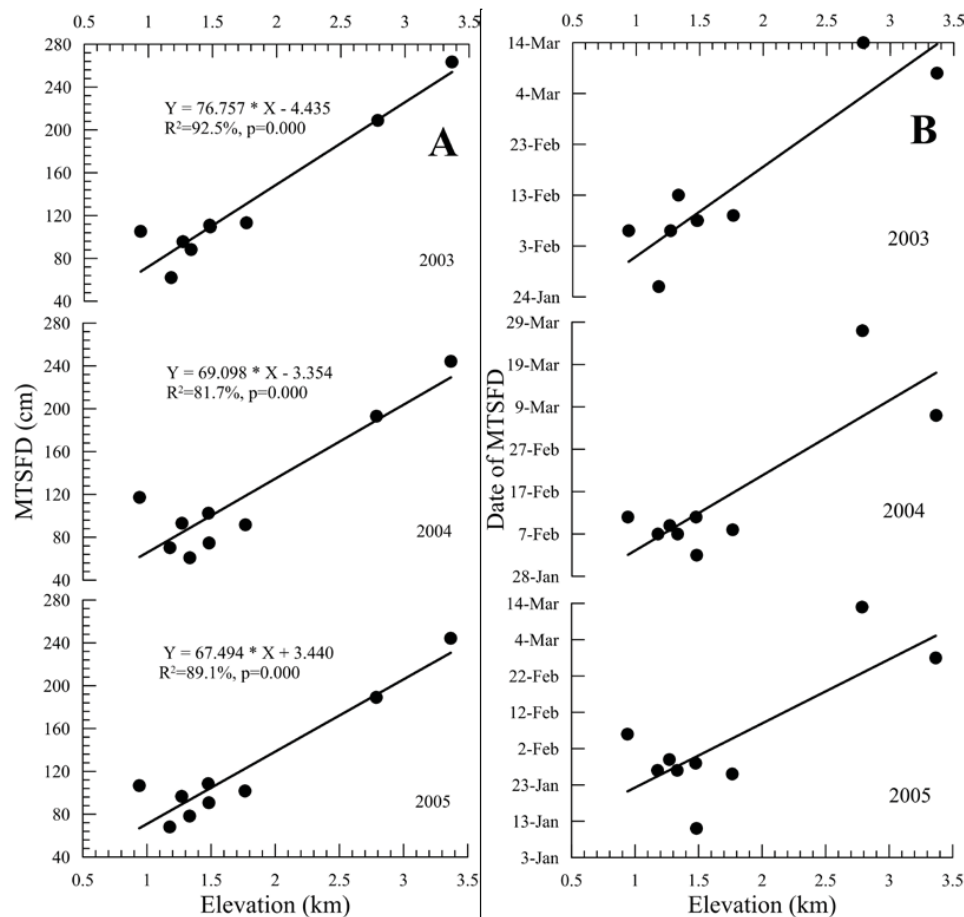 0.5 1 1.5 2 2.5 3 3.5
280
240
200
160
120
80
40
Y = 76.757 * X - 4.435
R²=92.5%, p=0.000
A
2003
280
240
200
160
120
80
40
Y = 69.098 * X - 3.354
R²=81.7%, p=0.000
2004
MTSFD (cm)
280
240
200
160
120
80
40
Y = 67.494 * X + 3.440
R²=89.1%, p=0.000
2005
0.5 1 1.5 2 2.5 3 3.5
Elevation (km)
0.5 1 1.5 2 2.5 3 3.5
14-Mar
4-Mar
23-Feb
13-Feb
3-Feb
24-Jan
B
2003
29-Mar
19-Mar
9-Mar
27-Feb
17-Feb
7-Feb
28-Jan
2004
Date of MTSFD
14-Mar
4-Mar
22-Feb
12-Feb
2-Feb
23-Jan
13-Jan
3-Jan
2005
0.5 1 1.5 2 2.5 3 3.5
Elevation (km)